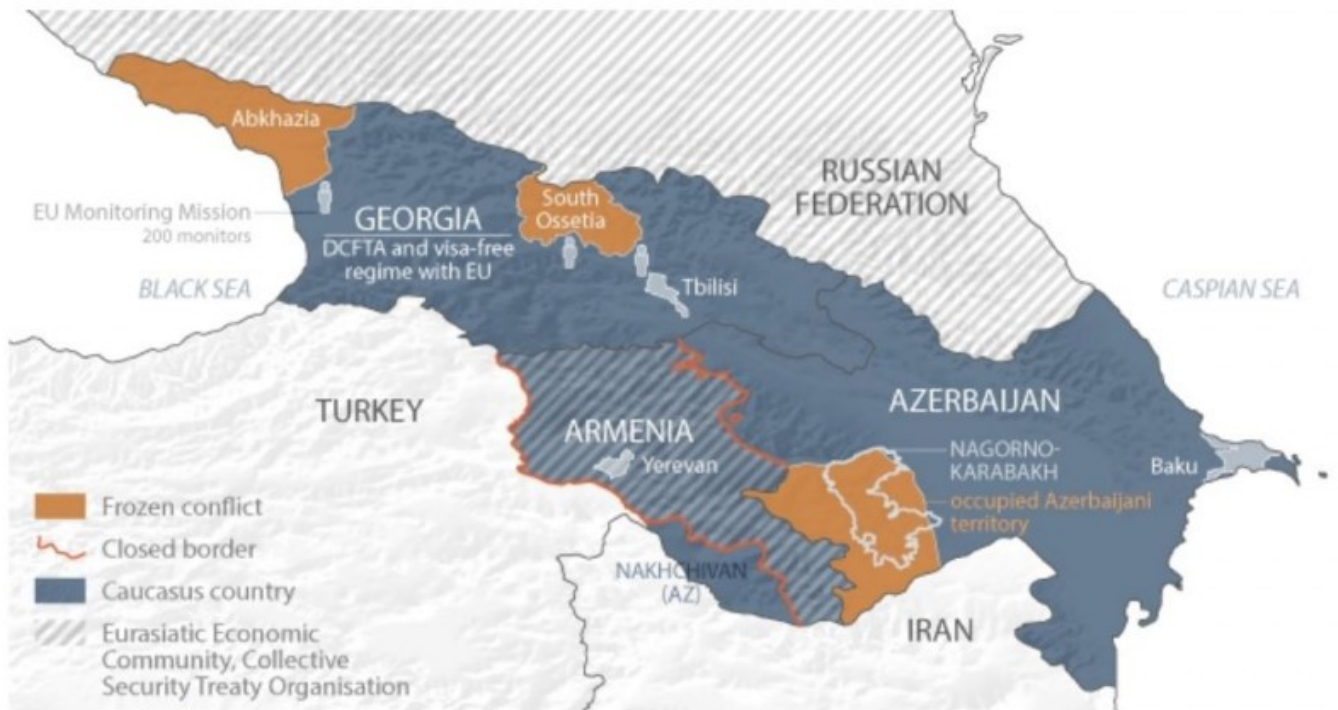 Abkhazia
RUSSIAN
FEDERATION
EU Monitoring Mission
200 monitors
GEORGIA
DCFTA and visa-free
regime with EU
South
Ossetia
BLACK SEA
Tbilisi
CASPIAN SEA
TURKEY
ARMENIA
Yerevan
AZERBAIJAN
NAGORNO-
KARABAKH
occupied Azerbaijani
territory
Baku
NAKHCHIVAN
(AZ)
IRAN
Frozen conflict
Closed border
Caucasus country
Eurasiatic Economic
Community, Collective
Security Treaty Organisation